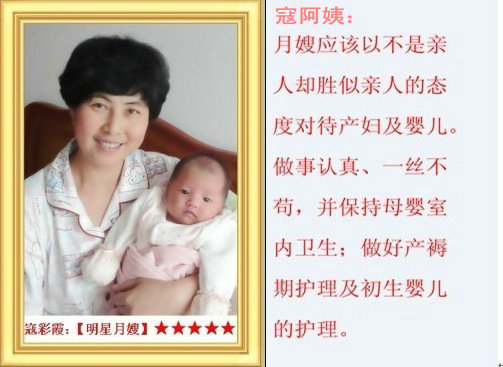 寇彩霞：【明星月嫂】★★★★★
寇阿姨：
月嫂应该以不是亲
人却胜似亲人的态
度对待产妇及婴儿。
做事认真、一丝不
苟，并保持母婴室
内卫生；做好产褥
期护理及初生婴儿
的护理。